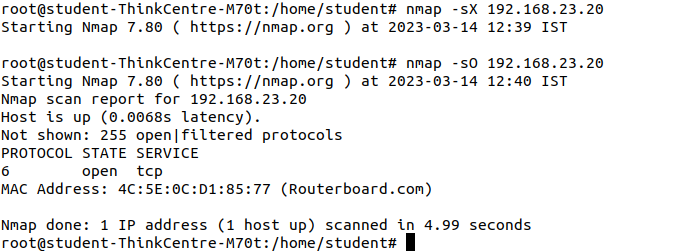 root@student-ThinkCentre-M70t:/home/student# nmap -sX 192.168.23.20
Starting Nmap 7.80 ( https://nmap.org ) at 2023-03-14 12:39 IST

root@student-ThinkCentre-M70t:/home/student# nmap -sO 192.168.23.20
Starting Nmap 7.80 ( https://nmap.org ) at 2023-03-14 12:40 IST
Nmap scan report for 192.168.23.20
Host is up (0.0068s latency).
Not shown: 255 open|filtered protocols
PROTOCOL STATE SERVICE
6        open  tcp
MAC Address: 4C:5E:0C:D1:85:77 (Routerboard.com)

Nmap done: 1 IP address (1 host up) scanned in 4.99 seconds
root@student-ThinkCentre-M70t:/home/student#